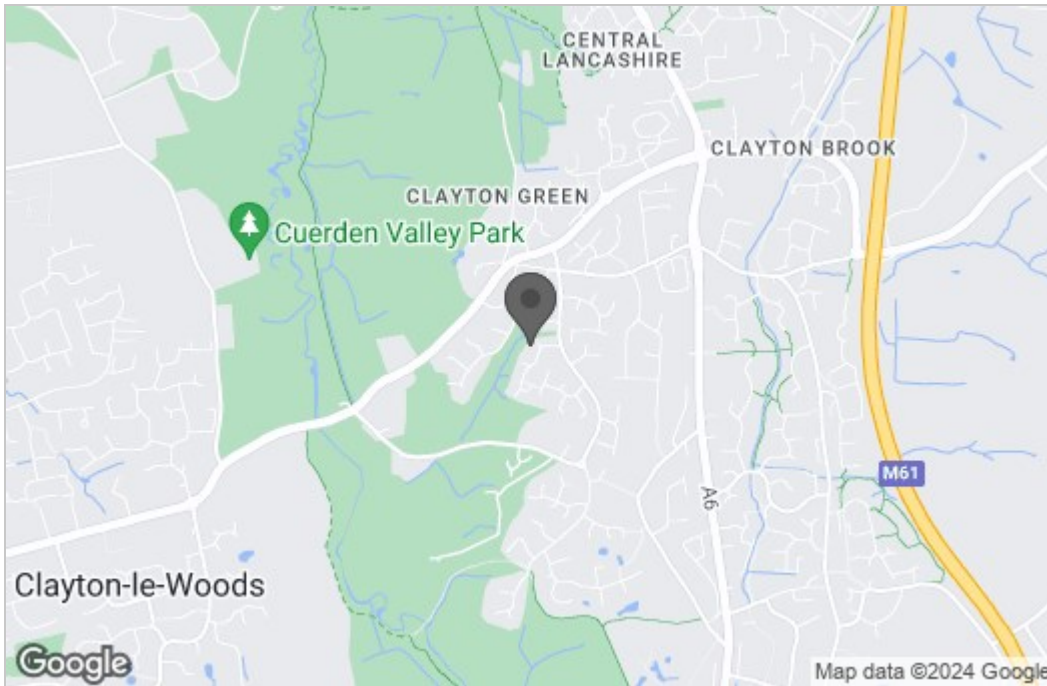 CENTRAL
LANCASHIRE
CLAYTON BROOK
CLAYTON GREEN
Cuerden Valley Park
M61
A6
Clayton-le-Woods
Google
Map data ©2024 Google